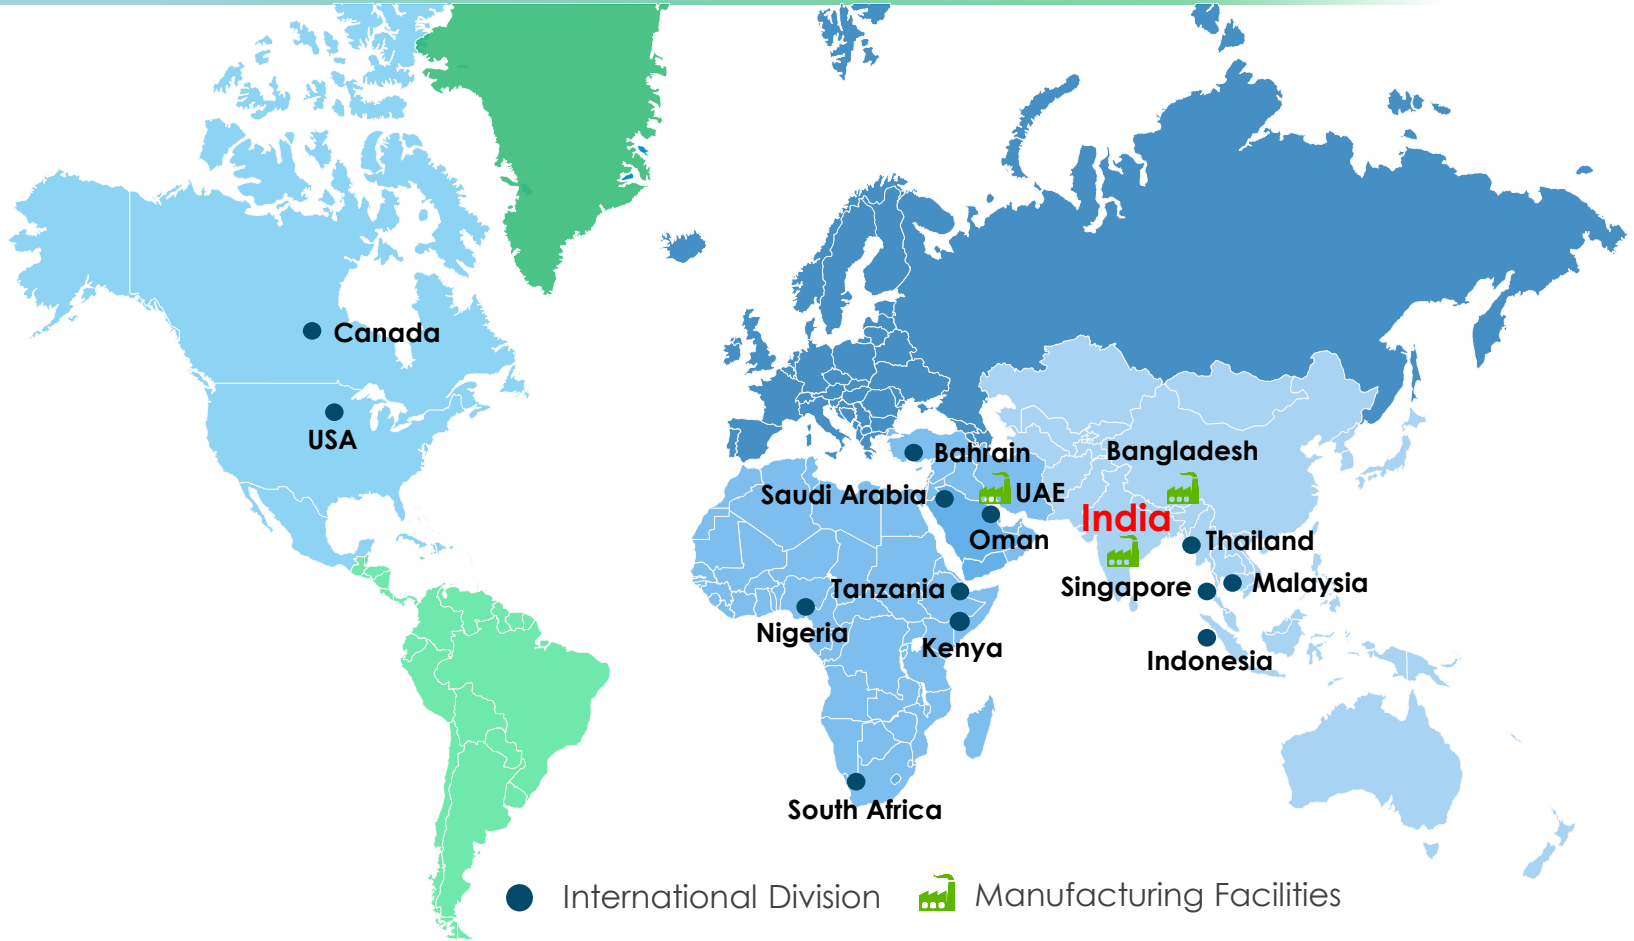 Canada
USA
Bahrain
Bangladesh
Saudi Arabia
UAE
India
Oman
Thailand
Tanzania
Singapore
Malaysia
Nigeria
Kenya
Indonesia
South Africa
International Division
Manufacturing Facilities